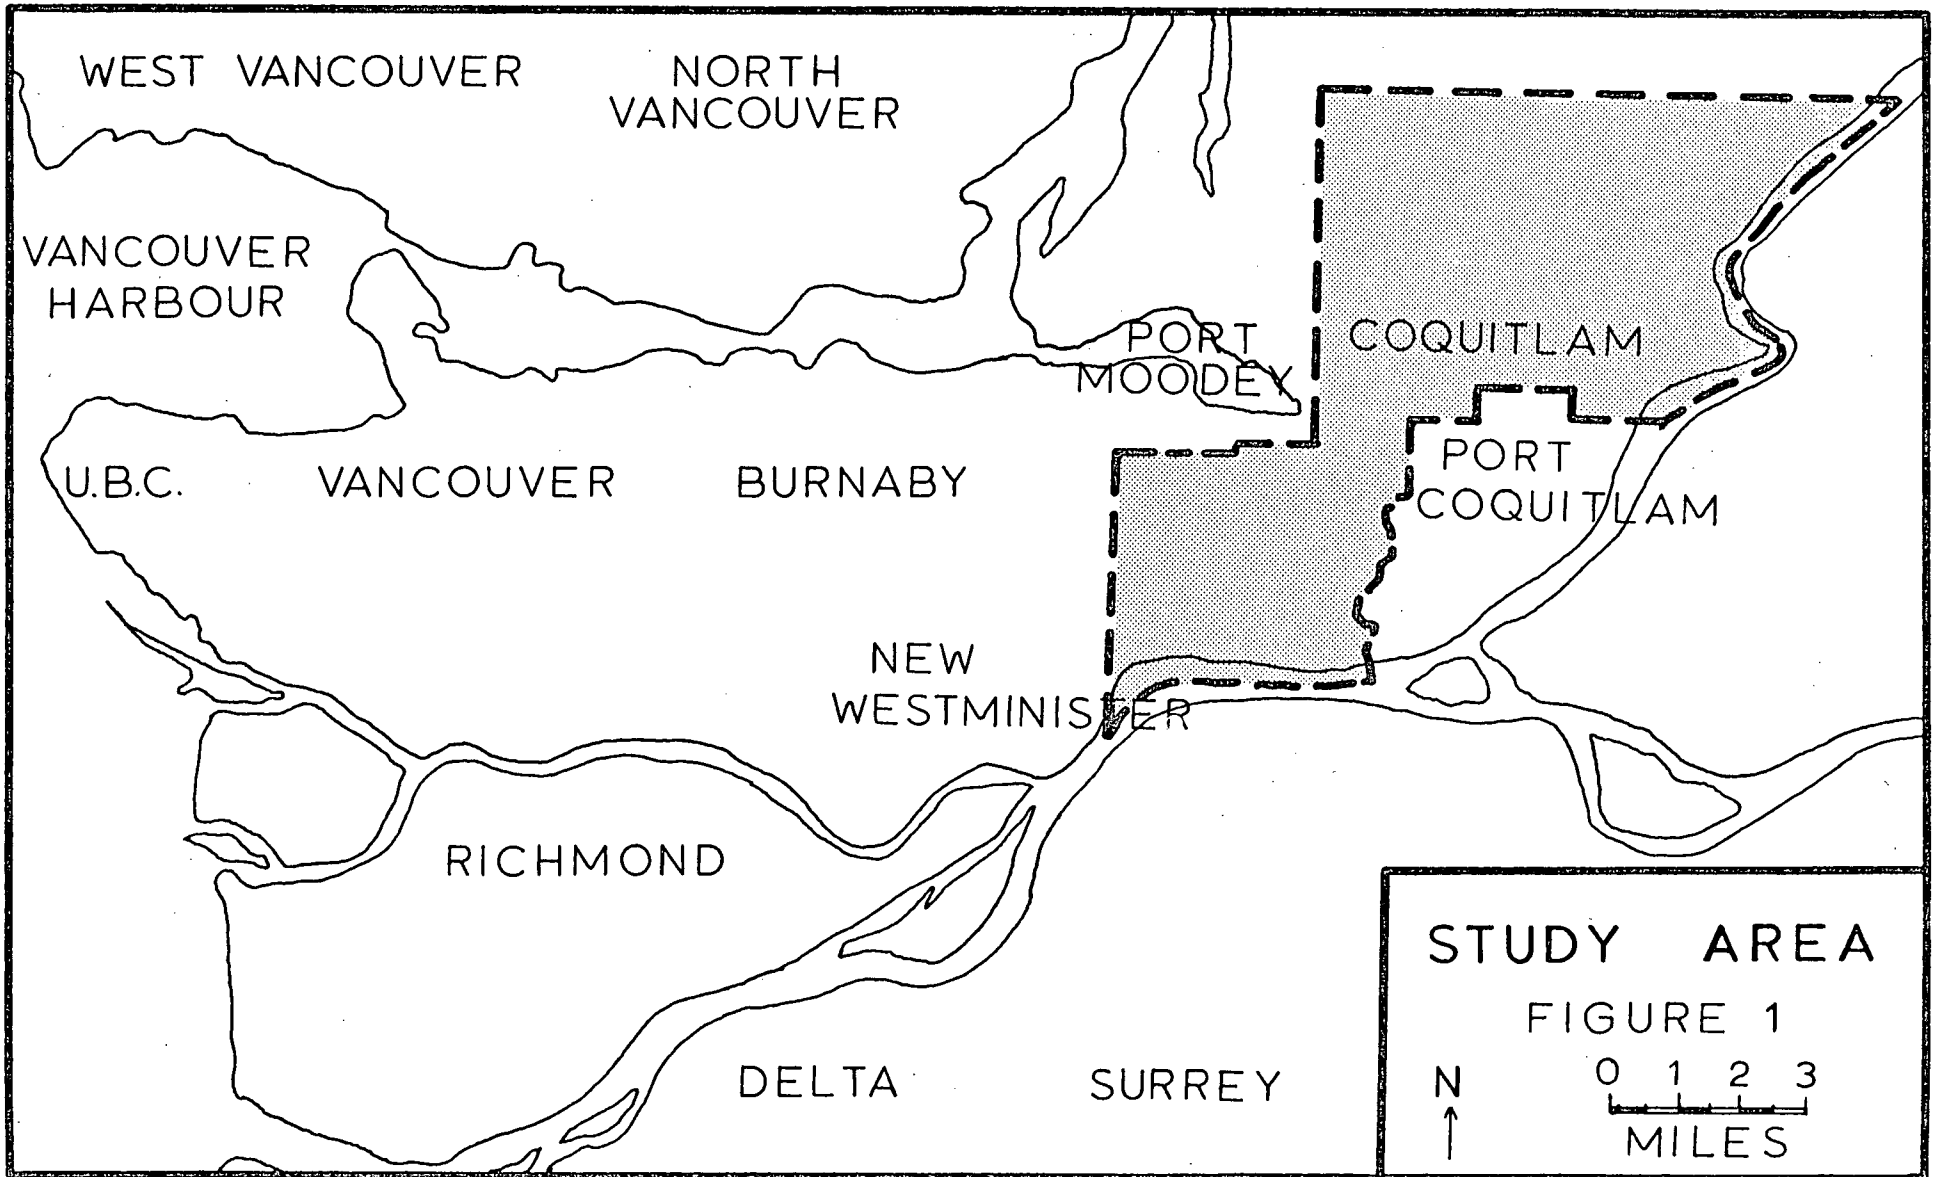 WEST VANCOUVER
NORTH
VANCOUVER
VANCOUVER
HARBOUR
PORT
MOODEY
COQUITLAM
U.B.C.
VANCOUVER
BURNABY
PORT
COQUITLAM
NEW
WESTMINISTER
RICHMOND
DELTA
SURREY
STUDY AREA
FIGURE 1
N
0 1 2 3
MILES